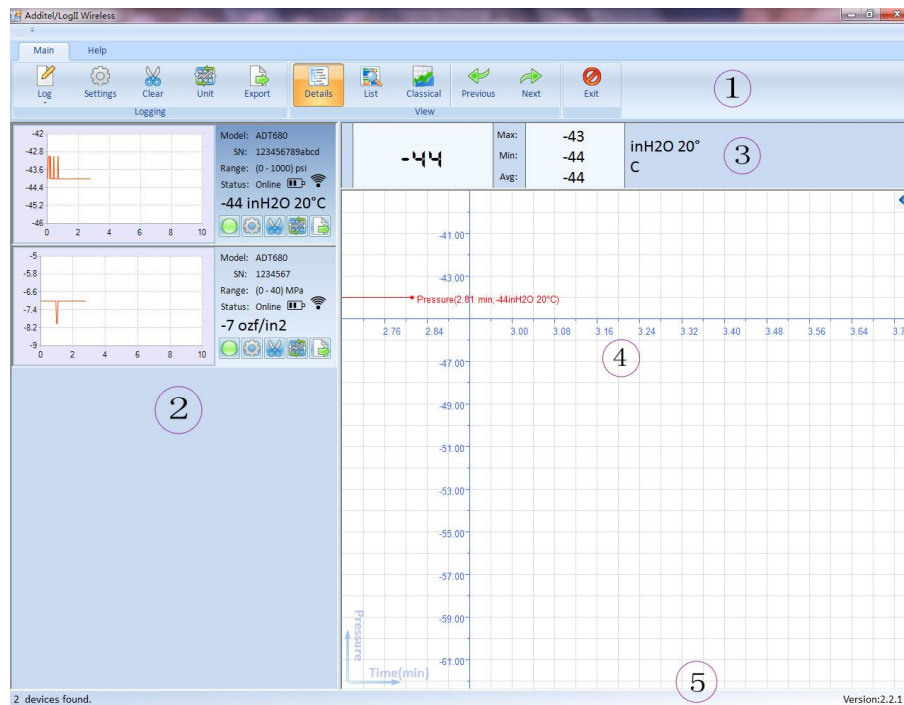 Additel/LogII Wireless
Main Help
Log Settings Clear Unit Export Details List Classical Previous Next Exit
Logging View
①
-42
-42.8
-43.6
-44.4
-45.2
-46
0 2 4 6 8 10
Model: ADT680
SN: 123456789abcd
Range: (0 - 1000) psi
Status: Online
-44 inH2O 20°C
-5
-5.8
-6.6
-7.4
-8.2
-9
0 2 4 6 8 10
Model: ADT680
SN: 1234567
Range: (0 - 40) MPa
Status: Online
-7 ozf/in2
②
-44
Max: -43
Min: -44
Avg: -44
inH2O 20°
C
③
-41.00
-43.00
Pressure(2.81 min,-44inH2O 20°C)
2.76 2.84 3.00 3.08 3.16 3.24 3.32 3.40 3.48 3.56 3.64 3.7
④
-47.00
-49.00
-51.00
-53.00
-55.00
-57.00
-59.00
-61.00
Pressure
Time(min)
⑤
2 devices found.
Version:2.2.1